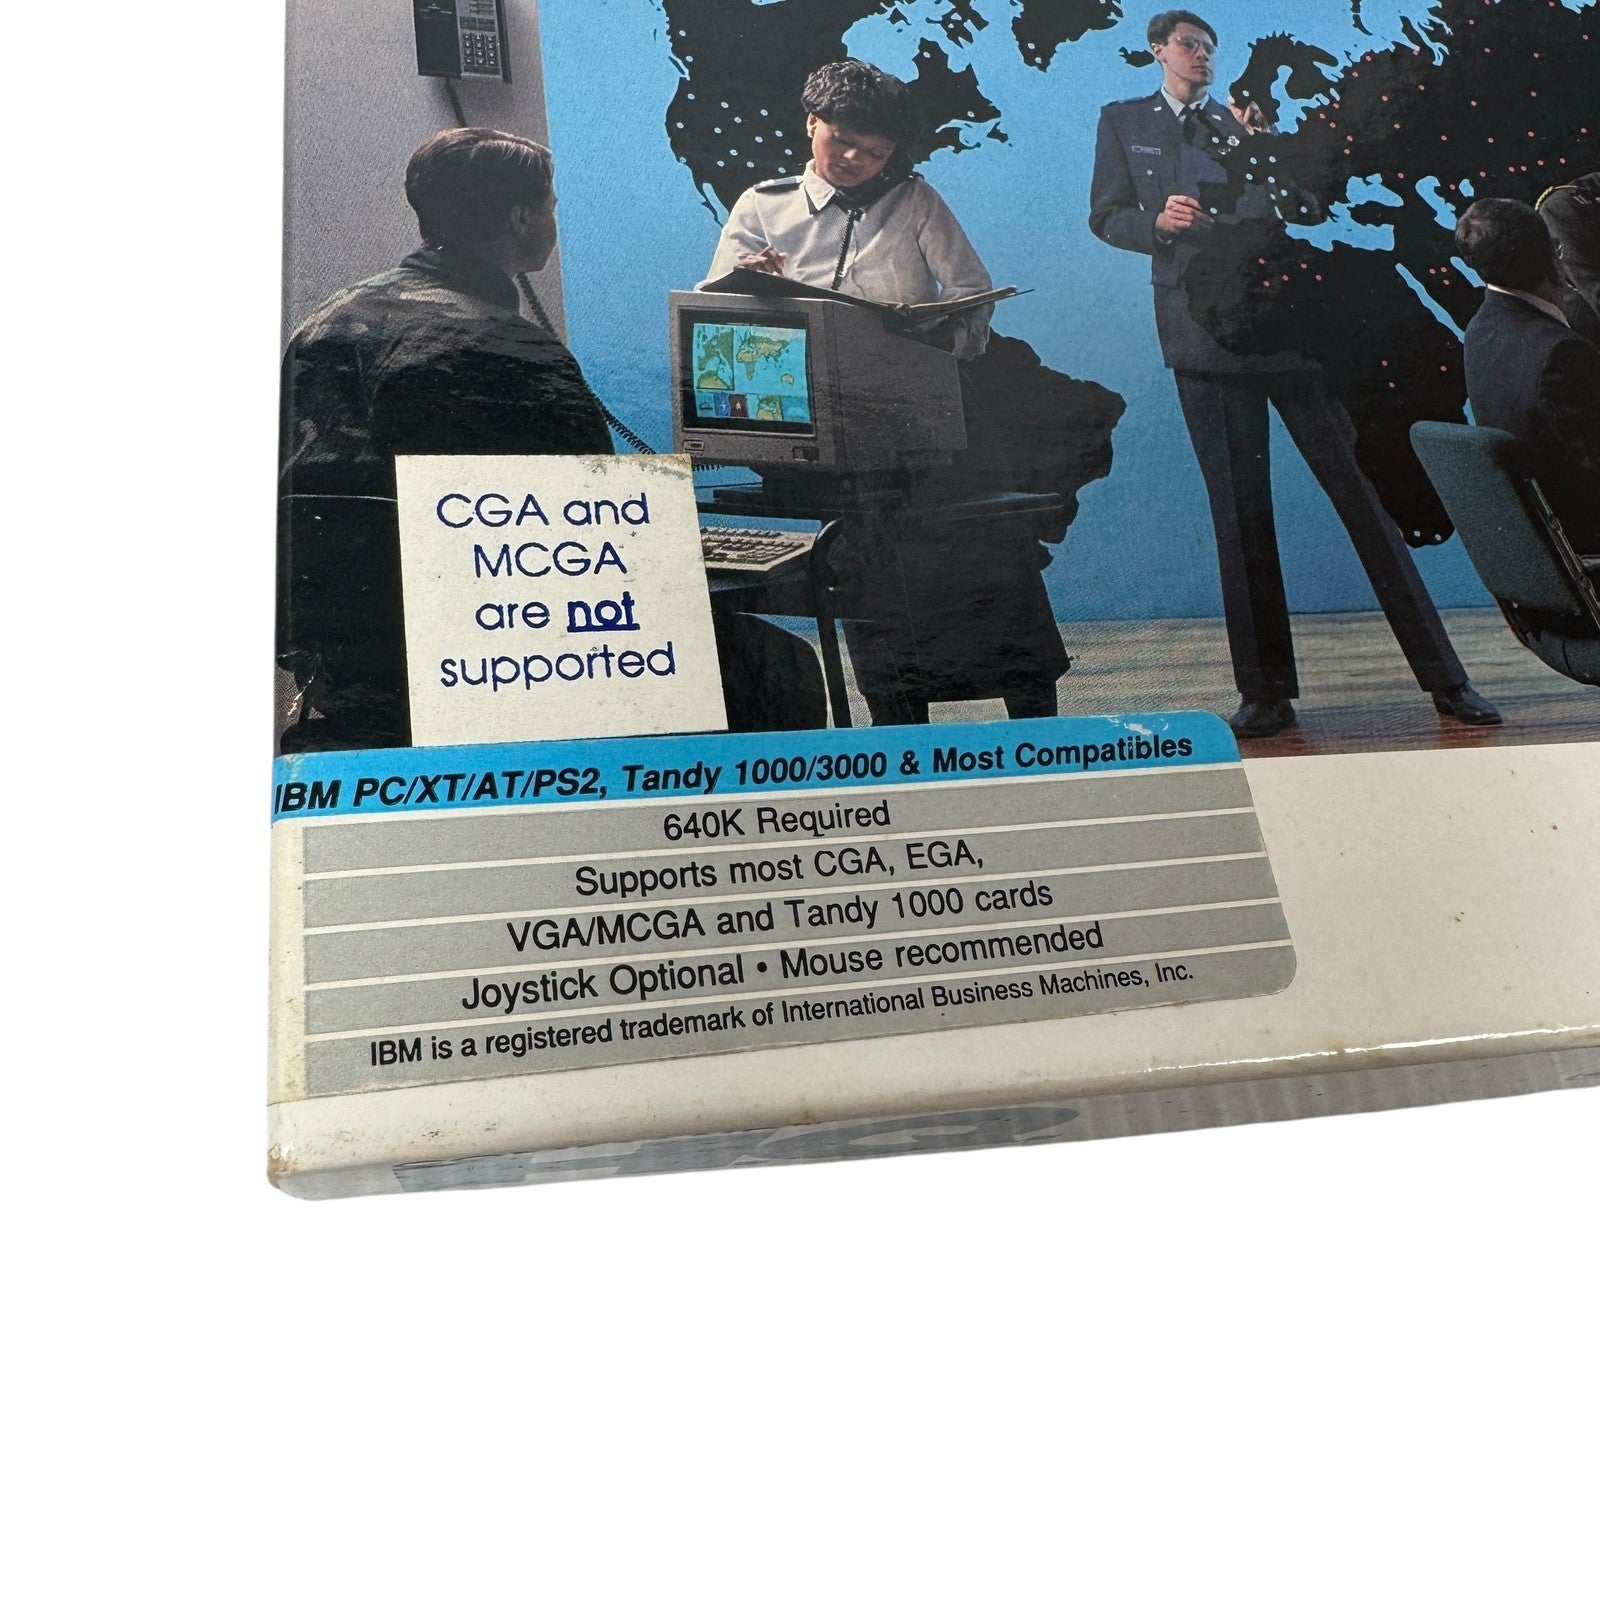 CGA and
MCGA
are not
supported
IBM PC/XT/AT/PS2, Tandy 1000/3000 & Most Compatibles
640K Required
Supports most CGA, EGA,
VGA/MCGA and Tandy 1000 cards
Joystick Optional • Mouse recommended
IBM is a registered trademark of International Business Machines, Inc.